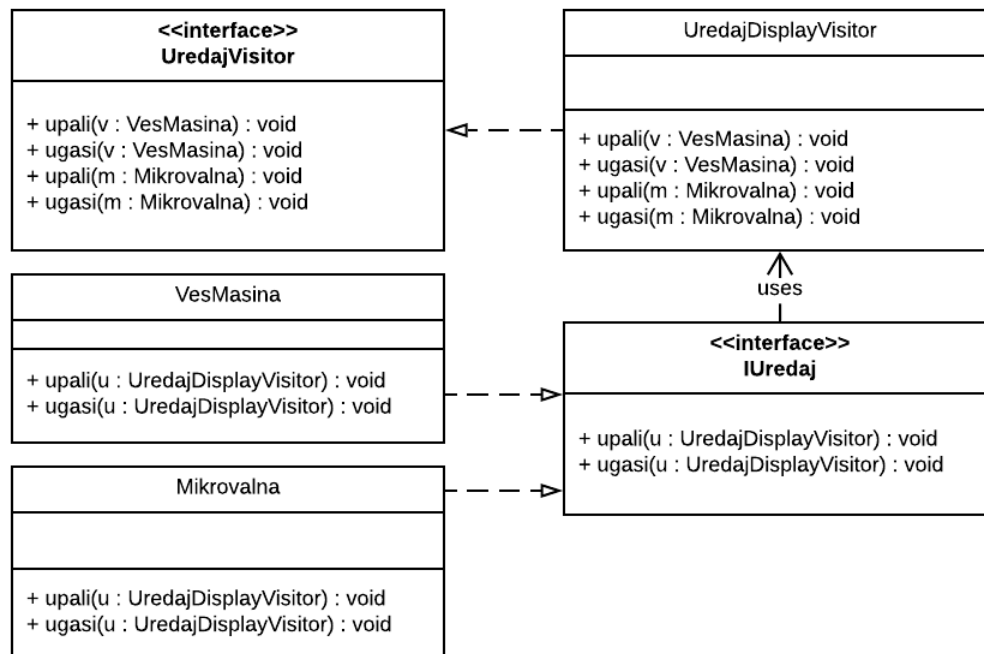 <<interface>>
UredajVisitor
+ upali(v : VesMasina) : void
+ ugasi(v : VesMasina) : void
+ upali(m : Mikrovalna) : void
+ ugasi(m : Mikrovalna) : void
UredajDisplayVisitor
+ upali(v : VesMasina) : void
+ ugasi(v : VesMasina) : void
+ upali(m : Mikrovalna) : void
+ ugasi(m : Mikrovalna) : void
uses
VesMasina
+ upali(u : UredajDisplayVisitor) : void
+ ugasi(u : UredajDisplayVisitor) : void
<<interface>>
IUredaj
+ upali(u : UredajDisplayVisitor) : void
+ ugasi(u : UredajDisplayVisitor) : void
Mikrovalna
+ upali(u : UredajDisplayVisitor) : void
+ ugasi(u : UredajDisplayVisitor) : void